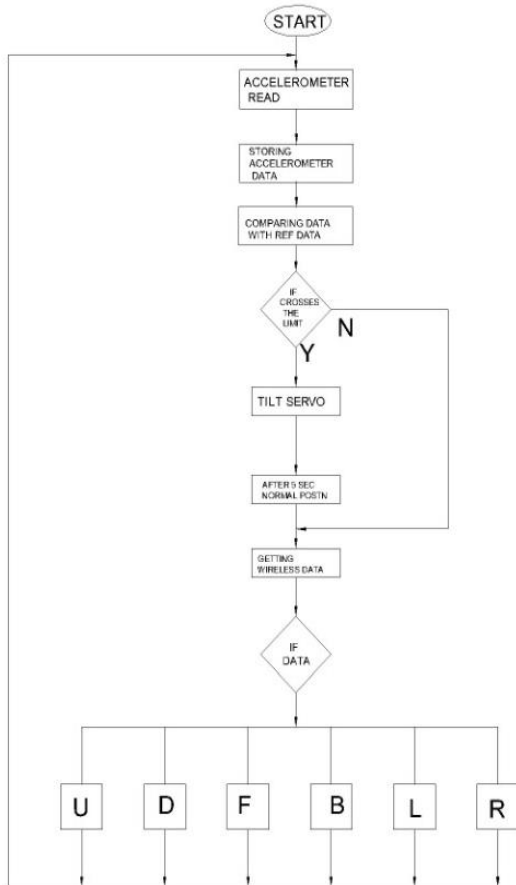 START
ACCELEROMETER
READ
STORING
ACCELEROMETER
DATA
COMPARING DATA
WITH REF DATA
IF
CROSSES
THE
LIMIT
N
Y
TILT SERVO
AFTER 5 SEC
NORMAL POSTN
GETTING
WIRELESS DATA
IF
DATA
U
D
F
B
L
R